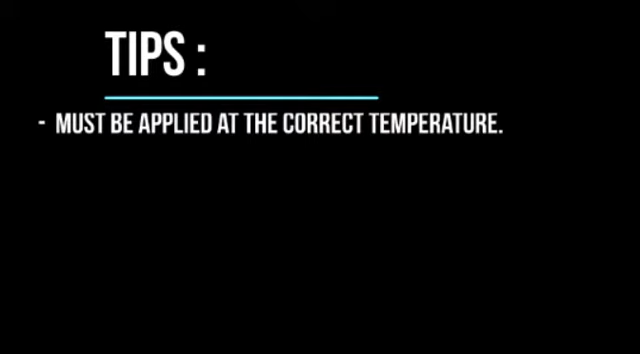 TIPS :
- MUST BE APPLIED AT THE CORRECT TEMPERATURE.